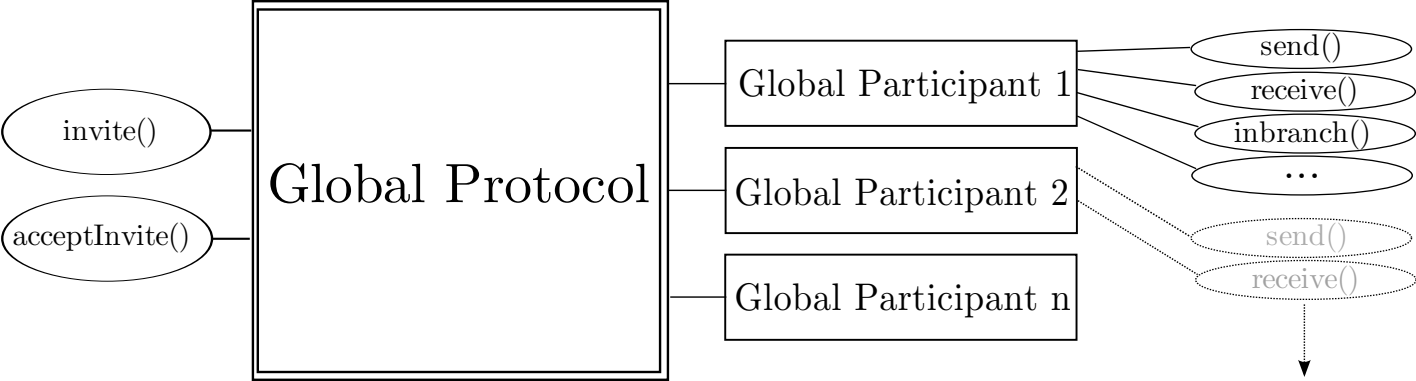 invite()
acceptInvite()
Global Protocol
Global Participant 1
Global Participant 2
Global Participant n
send()
receive()
inbranch()
...
send()
receive()